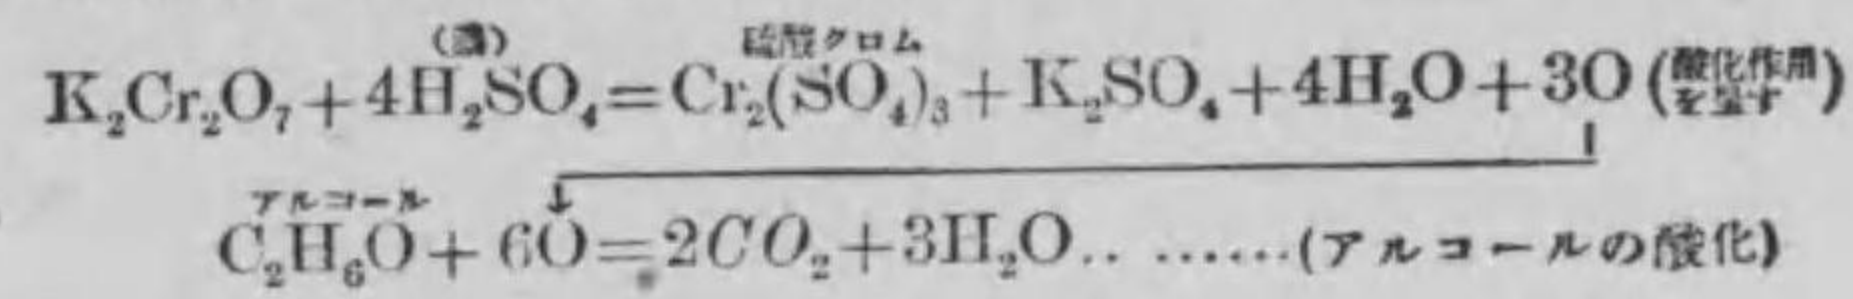 (濃) 硫酸クロム
K₂Cr₂O₇+4H₂SO₄=Cr₂(SO₄)₃+K₂SO₄+4H₂O+3O(酸化作用を呈す)
アルコール
C₂H₆O+6O=2CO₂+3H₂O.. ......(アルコールの酸化)